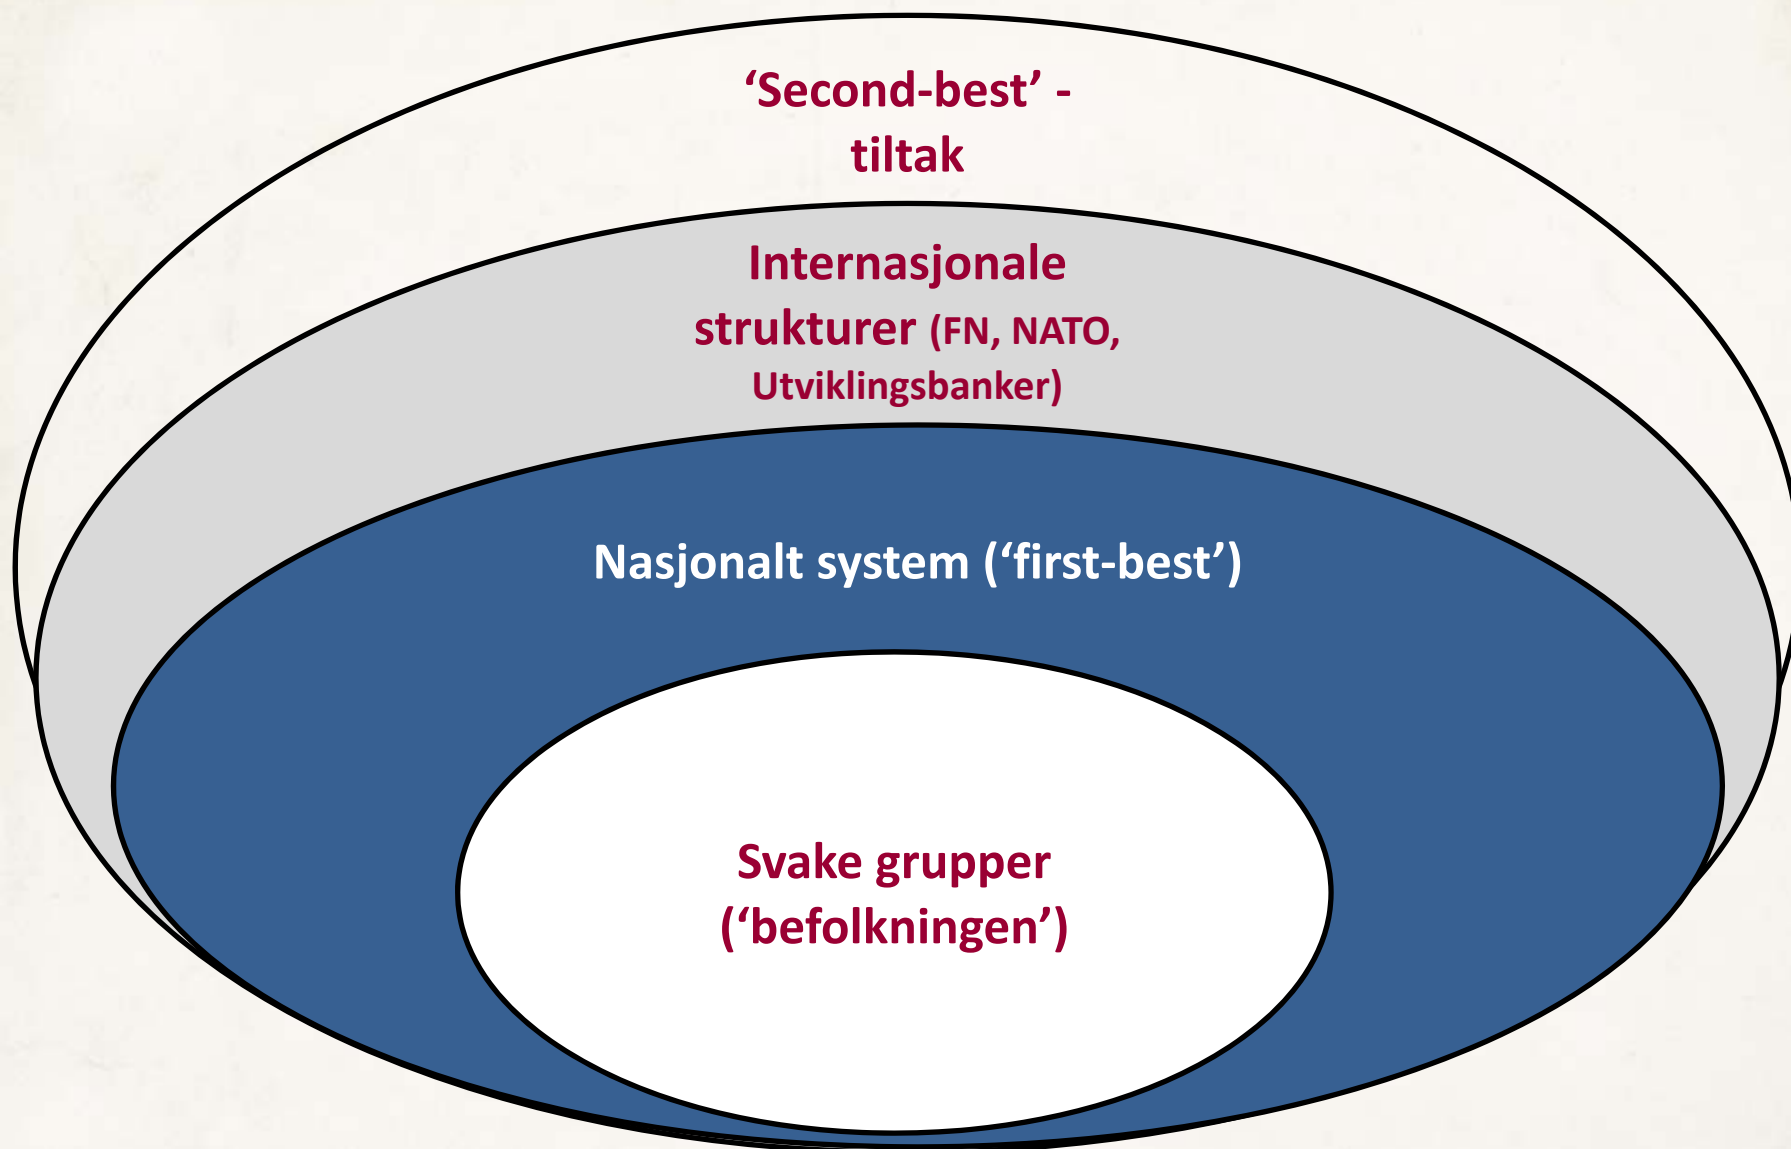 ‘Second-best’ -
tiltak
Internasjonale
strukturer (FN, NATO,
Utviklingsbanker)
Nasjonalt system (‘first-best’)
Svake grupper
(‘befolkningen’)